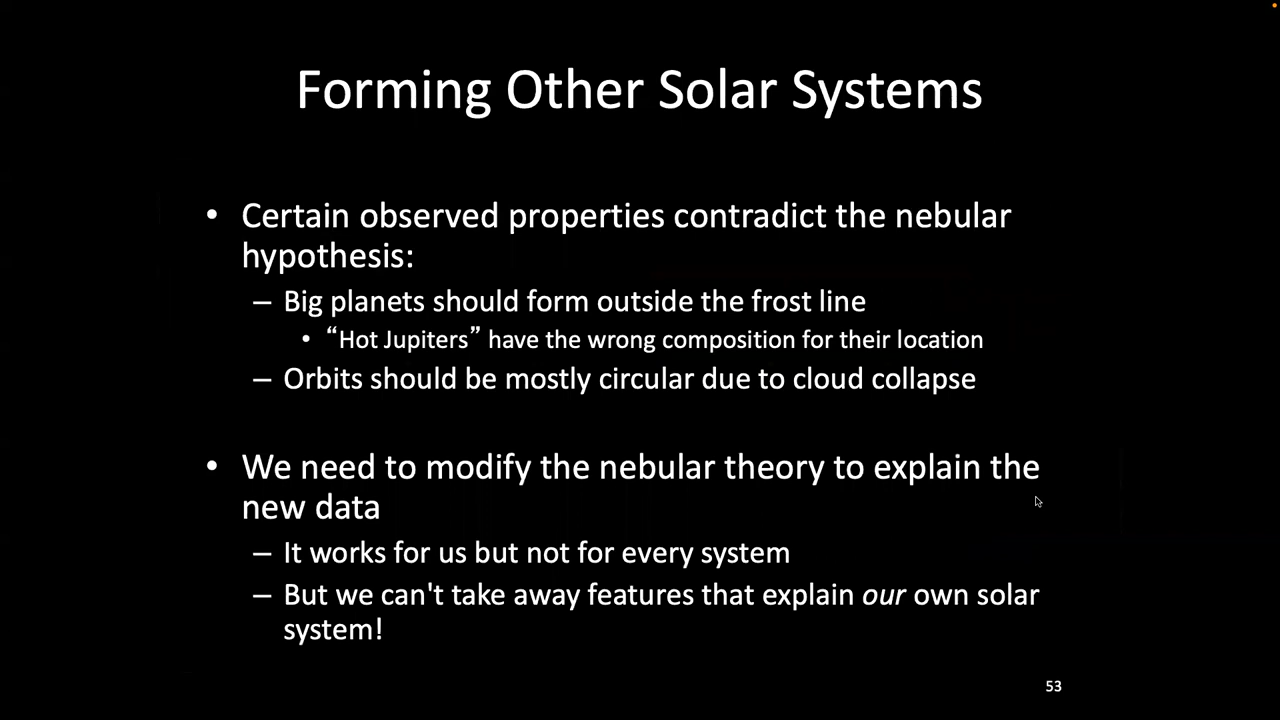 Forming Other Solar Systems
• Certain observed properties contradict the nebular
hypothesis:
– Big planets should form outside the frost line
• “Hot Jupiters” have the wrong composition for their location
– Orbits should be mostly circular due to cloud collapse
• We need to modify the nebular theory to explain the
new data
– It works for us but not for every system
– But we can't take away features that explain our own solar
system!
53